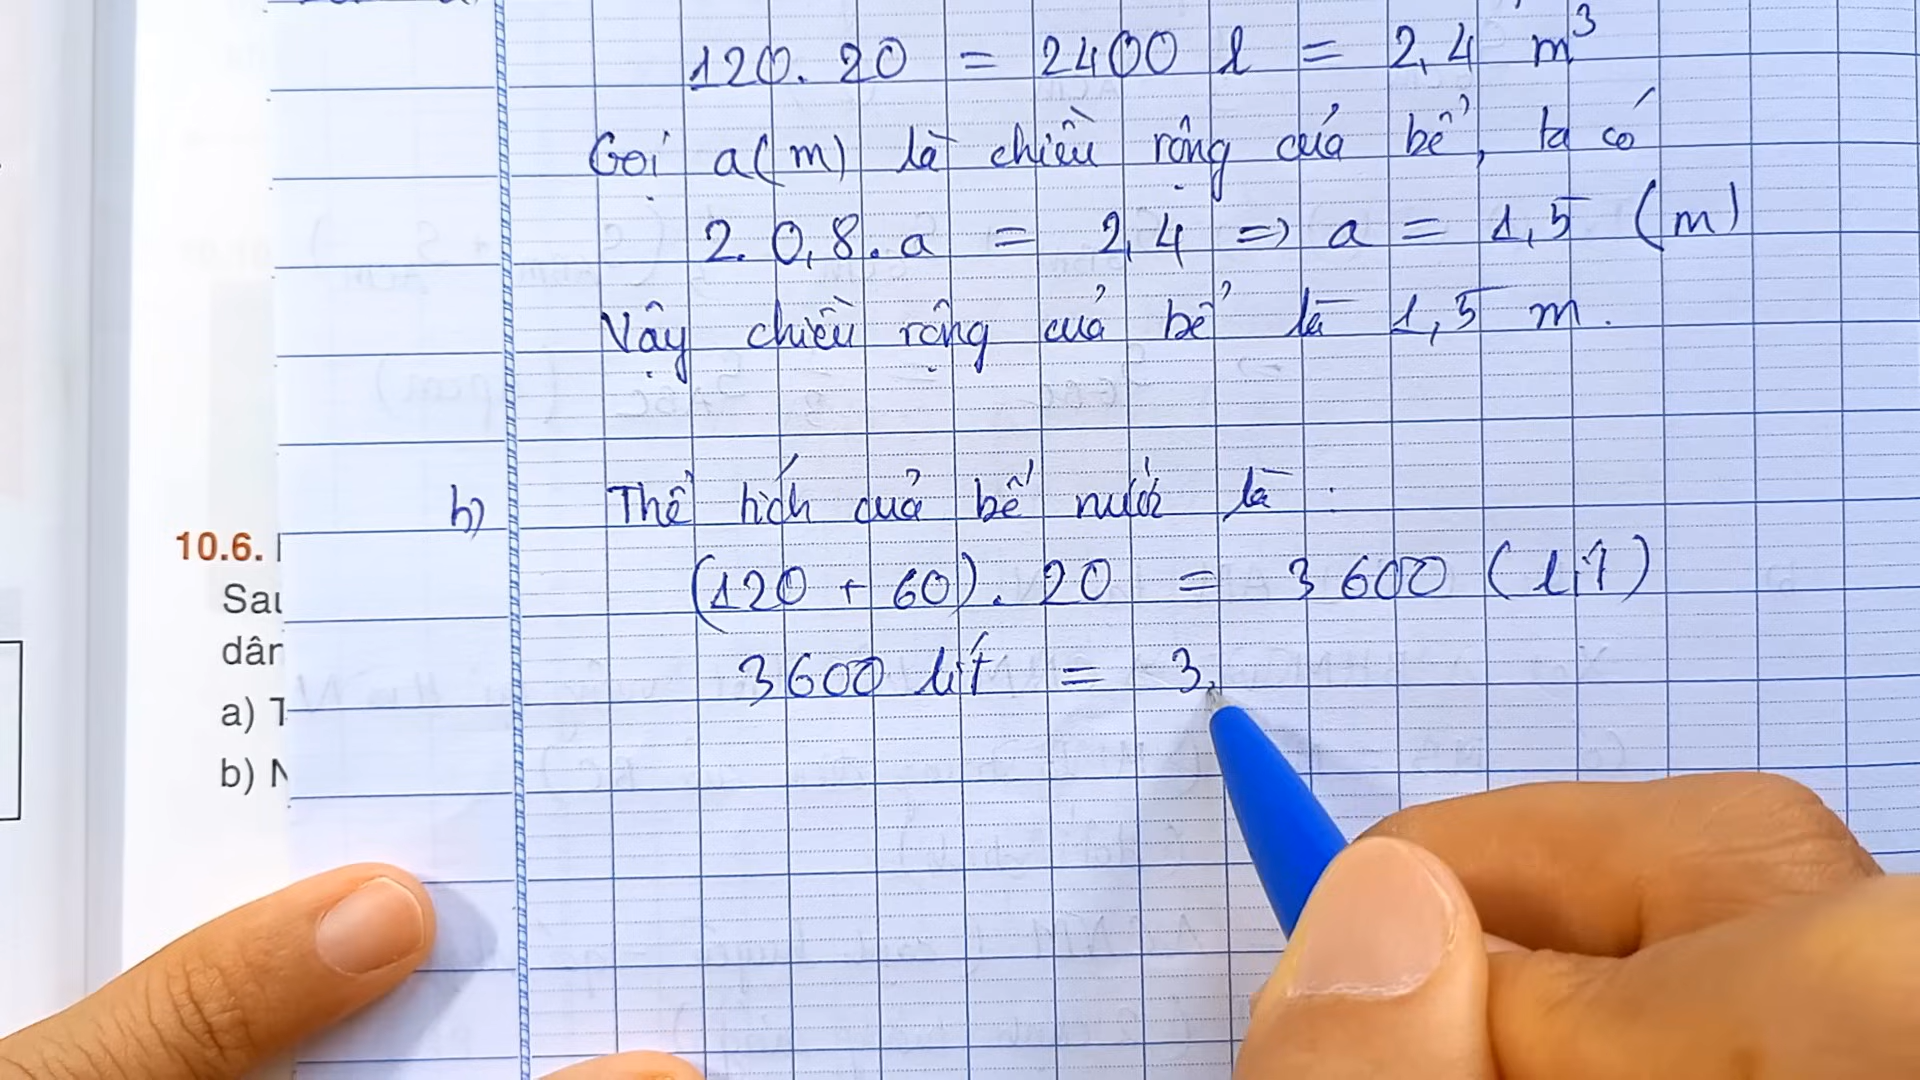 120. 20 = 2400 l = 2,4 m³
Gọi a(m) là chiều rộng của bể, ta có
2. 0,8. a = 2,4 => a = 1,5 (m)
Vậy chiều rộng của bể là 1,5 m.
b) Thể tích của bể nước là :
(120 + 60). 20 = 3 600 (lít)
3600 lít = 3,
10.6.
Sau
dân
a) T
b) N